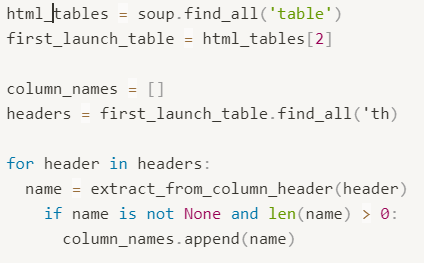 html_tables = soup.find_all('table')
first_launch_table = html_tables[2]

column_names = []
headers = first_launch_table.find_all('th)

for header in headers:
  name = extract_from_column_header(header)
    if name is not None and len(name) > 0:
      column_names.append(name)